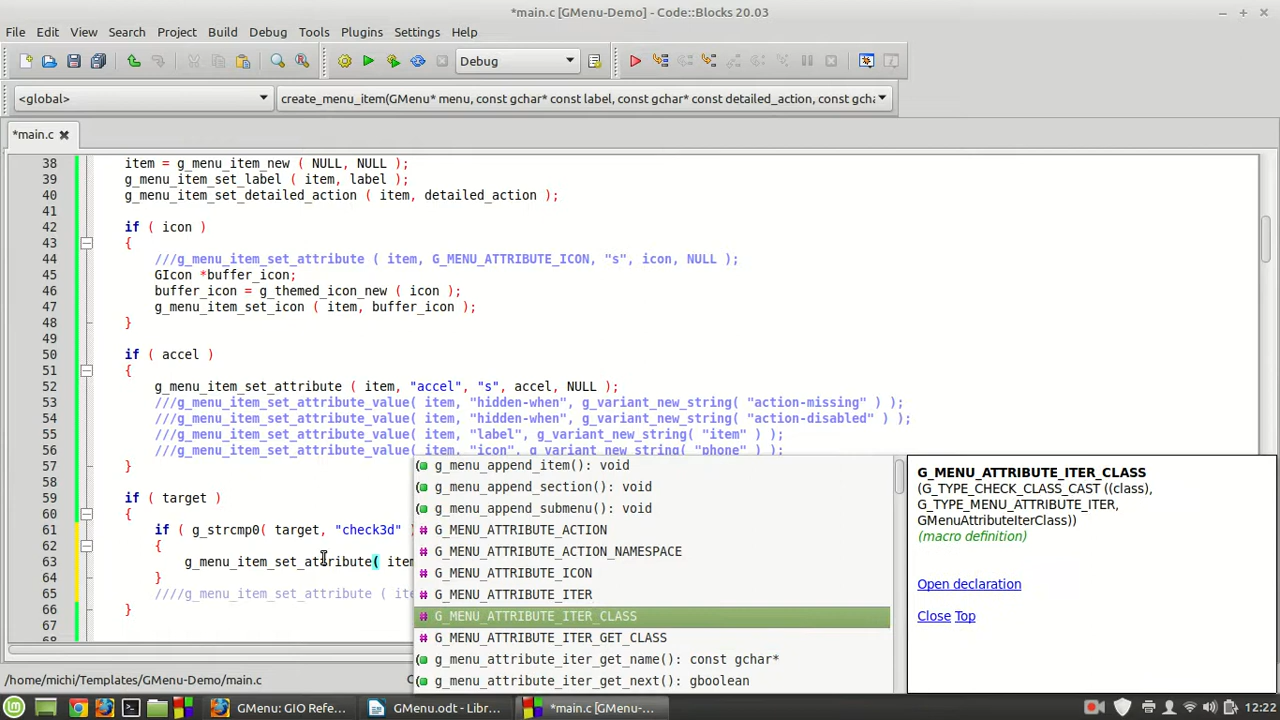 *main.c [GMenu-Demo] - Code::Blocks 20.03
File Edit View Search Project Build Debug Tools Plugins Settings Help
Debug
<global> create_menu_item(GMenu* menu, const gchar* const label, const gchar* const detailed_action, const gcha
*main.c
38 item = g_menu_item_new ( NULL, NULL );
39 g_menu_item_set_label ( item, label );
40 g_menu_item_set_detailed_action ( item, detailed_action );
41
42 if ( icon )
43 {
44 ///g_menu_item_set_attribute ( item, G_MENU_ATTRIBUTE_ICON, "s", icon, NULL );
45 GIcon *buffer_icon;
46 buffer_icon = g_themed_icon_new ( icon );
47 g_menu_item_set_icon ( item, buffer_icon );
48 }
49
50 if ( accel )
51 {
52 g_menu_item_set_attribute ( item, "accel", "s", accel, NULL );
53 ///g_menu_item_set_attribute_value( item, "hidden-when", g_variant_new_string( "action-missing" ) );
54 ///g_menu_item_set_attribute_value( item, "hidden-when", g_variant_new_string( "action-disabled" ) );
55 ///g_menu_item_set_attribute_value( item, "label", g_variant_new_string( "item" ) );
56 ///g_menu_item_set_attribute_value( item, "icon", g_variant_new_string( "phone" ) );
57 }
58
59 if ( target )
60 {
61 if ( g_strcmp0( target, "check3d" )
62 {
63 g_menu_item_set_attribute( item
64 }
65 ////g_menu_item_set_attribute ( ite
66 }
67
68
g_menu_append_item(): void
g_menu_append_section(): void
g_menu_append_submenu(): void
# G_MENU_ATTRIBUTE_ACTION
# G_MENU_ATTRIBUTE_ACTION_NAMESPACE
# G_MENU_ATTRIBUTE_ICON
# G_MENU_ATTRIBUTE_ITER
# G_MENU_ATTRIBUTE_ITER_CLASS
# G_MENU_ATTRIBUTE_ITER_GET_CLASS
g_menu_attribute_iter_get_name(): const gchar*
g_menu_attribute_iter_get_next(): gboolean
G_MENU_ATTRIBUTE_ITER_CLASS
(G_TYPE_CHECK_CLASS_CAST ((class),
G_TYPE_MENU_ATTRIBUTE_ITER,
GMenuAttributeIterClass))
(macro definition)
Open declaration
Close Top
/home/michi/Templates/GMenu-Demo/main.c
GMenu: GIO Refe... GMenu.odt - Libr... *main.c [GMenu-Demo] -... 12:22